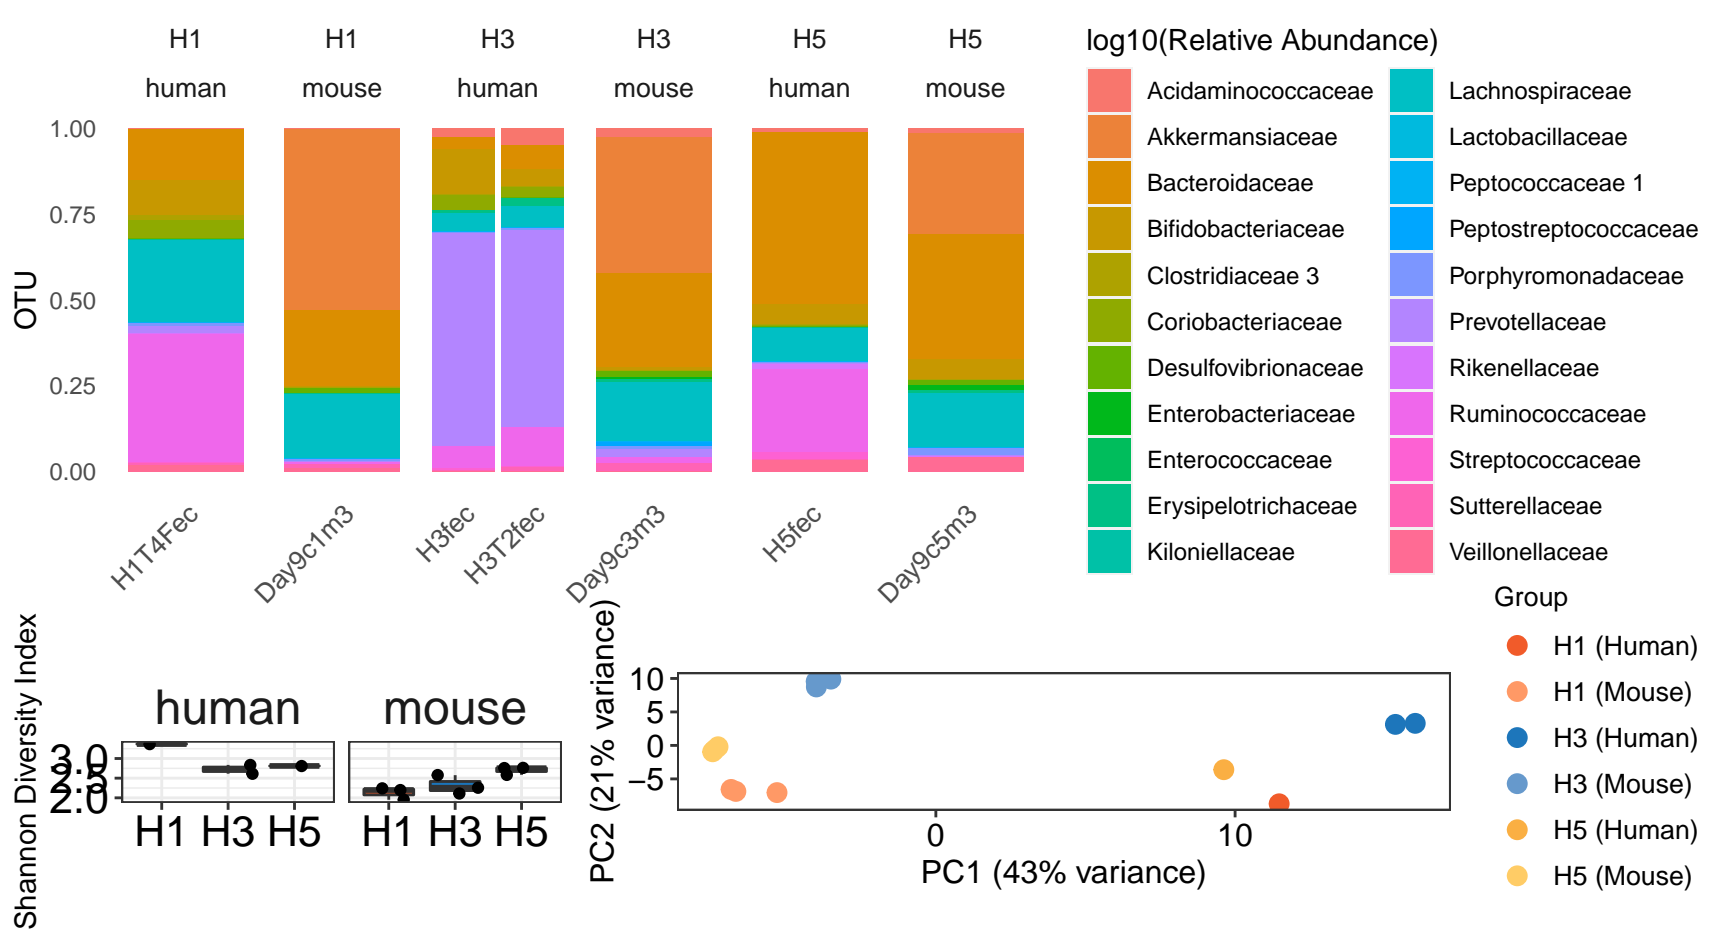 H1 H1 H3 H3 H5 H5
human mouse human mouse human mouse
1.00
0.75
0.50
0.25
0.00
OTU
H1T4Fec
Day9c1m3
H3fec
H3T2fec
Day9c3m3
H5fec
Day9c5m3
log10(Relative Abundance)
Acidaminococcaceae
Akkermansiaceae
Bacteroidaceae
Bifidobacteriaceae
Clostridiaceae 3
Coriobacteriaceae
Desulfovibrionaceae
Enterobacteriaceae
Enterococcaceae
Erysipelotrichaceae
Kiloniellaceae
Lachnospiraceae
Lactobacillaceae
Peptococcaceae 1
Peptostreptococcaceae
Porphyromonadaceae
Prevotellaceae
Rikenellaceae
Ruminococcaceae
Streptococcaceae
Sutterellaceae
Veillonellaceae
Shannon Diversity Index
human mouse
3.0
2.5
2.0
H1 H3 H5 H1 H3 H5
PC2 (21% variance)
10
5
0
−5
0 10
PC1 (43% variance)
Group
H1 (Human)
H1 (Mouse)
H3 (Human)
H3 (Mouse)
H5 (Human)
H5 (Mouse)